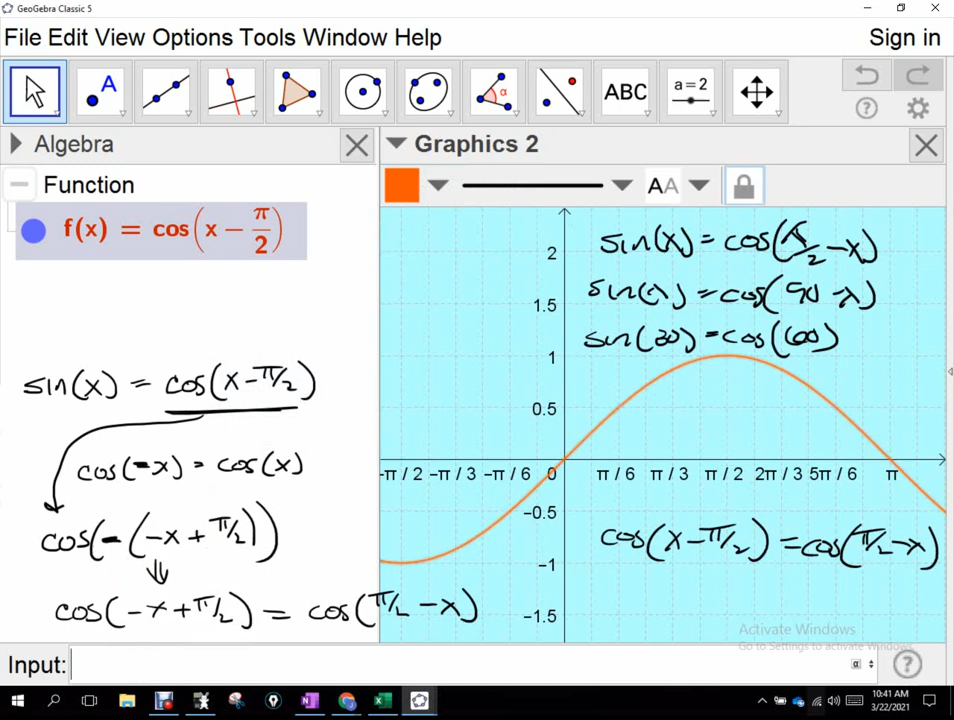 GeoGebra Classic 5
File Edit View Options Tools Window Help
Sign in
A
α
ABC
a = 2
Algebra
Graphics 2
Function
AA
f(x) = cos(x − π/2)
sin(x) = cos(π/2 − x)
sin(x) = cos(90 − x)
sin(30) = cos(60)
2
1.5
1
0.5
−0.5
−1
−1.5
−π / 2 −π / 3 −π / 6 0 π / 6 π / 3 π / 2 2π / 3 5π / 6 π
sin(x) = cos(x − π/2)
cos(−x) = cos(x)
cos(−(−x + π/2))
⇓
cos(−x + π/2) = cos(π/2 − x)
cos(x − π/2) = cos(π/2 − x)
Activate Windows
Go to Settings to activate Windows.
Input:
α
10:41 AM
3/22/2021